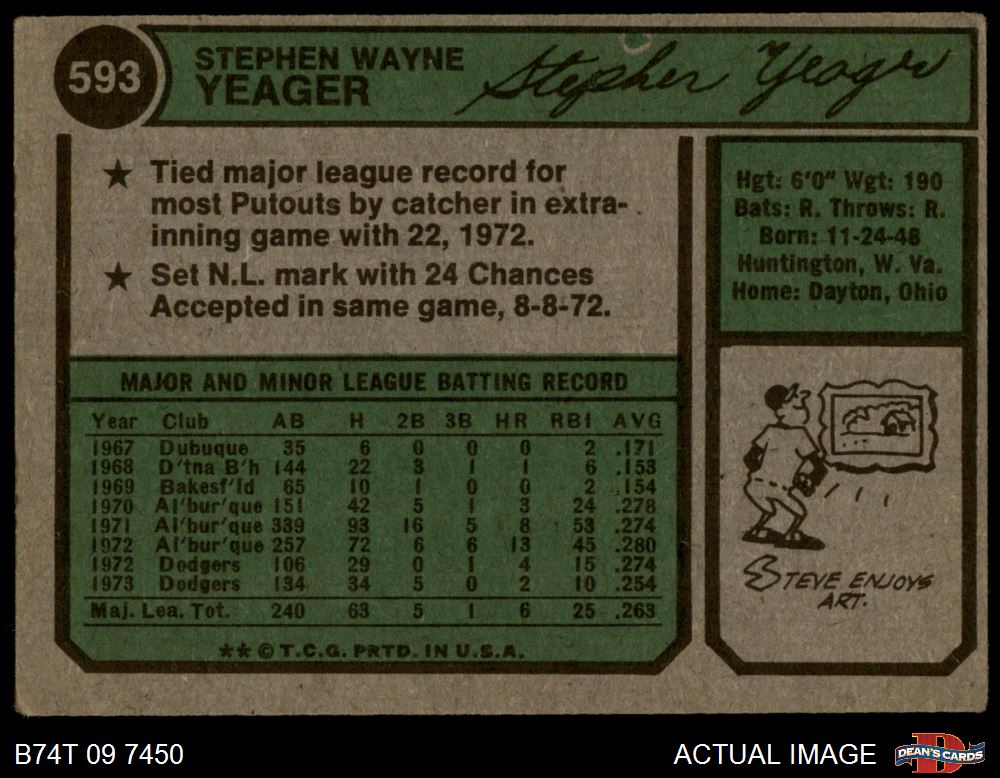 593
STEPHEN WAYNE
YEAGER
Stephen Yeager
★ Tied major league record for
most Putouts by catcher in extra-
inning game with 22, 1972.
★ Set N.L. mark with 24 Chances
Accepted in same game, 8-8-72.
Hgt: 6'0" Wgt: 190
Bats: R. Throws: R.
Born: 11-24-48
Huntington, W. Va.
Home: Dayton, Ohio
MAJOR AND MINOR LEAGUE BATTING RECORD
Year Club AB H 2B 3B HR RBI AVG
1967 Dubuque 35 6 0 0 0 2 .171
1968 D'tna B'h 144 22 3 1 1 6 .153
1969 Bakesf'ld 65 10 1 0 0 2 .154
1970 Al'bur'que 151 42 5 1 3 24 .278
1971 Al'bur'que 339 93 16 5 8 53 .274
1972 Al'bur'que 257 72 6 6 13 45 .280
1972 Dodgers 106 29 0 1 4 15 .274
1973 Dodgers 134 34 5 0 2 10 .254
Maj. Lea. Tot. 240 63 5 1 6 25 .263
STEVE ENJOYS
ART.
** © T.C.G. PRTD. IN U.S.A.
B74T 09 7450
ACTUAL IMAGE
DEAN'S CARDS